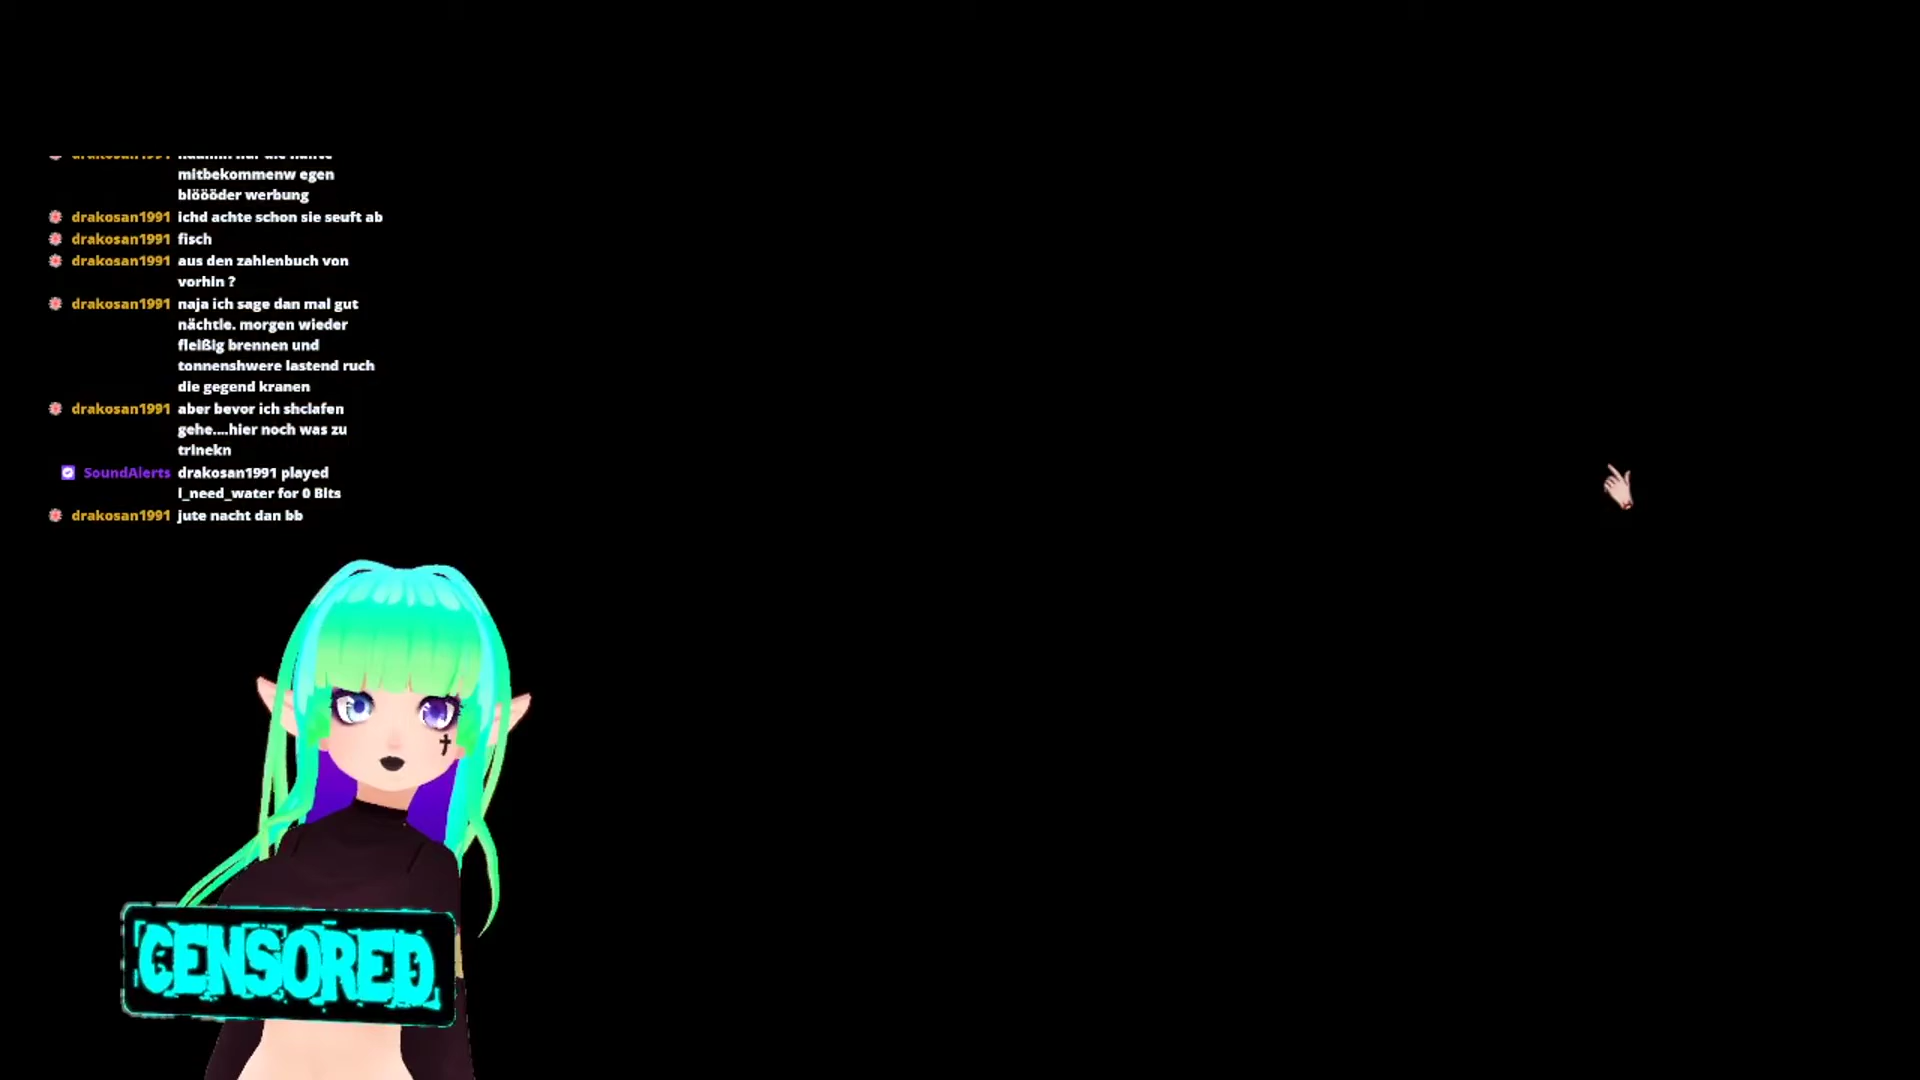 drakosan1991
mitbekommenw egen
blöööder werbung
drakosan1991 ichd achte schon sie seuft ab
drakosan1991 fisch
drakosan1991 aus den zahlenbuch von
vorhin ?
drakosan1991 naja ich sage dan mal gut
nächtle. morgen wieder
fleißig brennen und
tonnenshwere lastend ruch
die gegend kranen
drakosan1991 aber bevor ich shclafen
gehe....hier noch was zu
trinekn
SoundAlerts drakosan1991 played
i_need_water for 0 Bits
drakosan1991 jute nacht dan bb
CENSORED